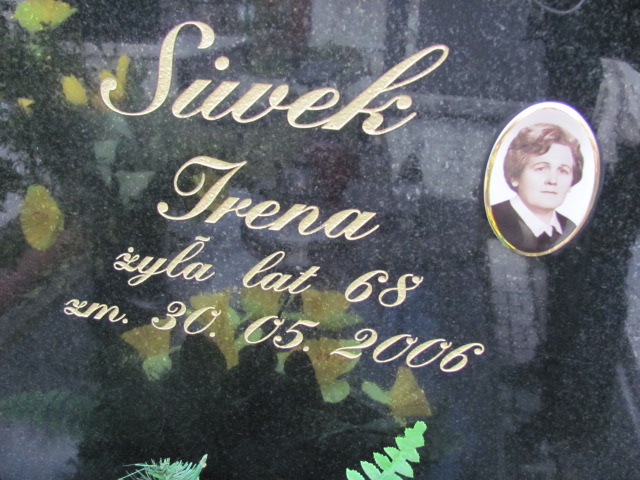 Siwek
Irena
żyła lat 68
zm. 30. 05. 2006